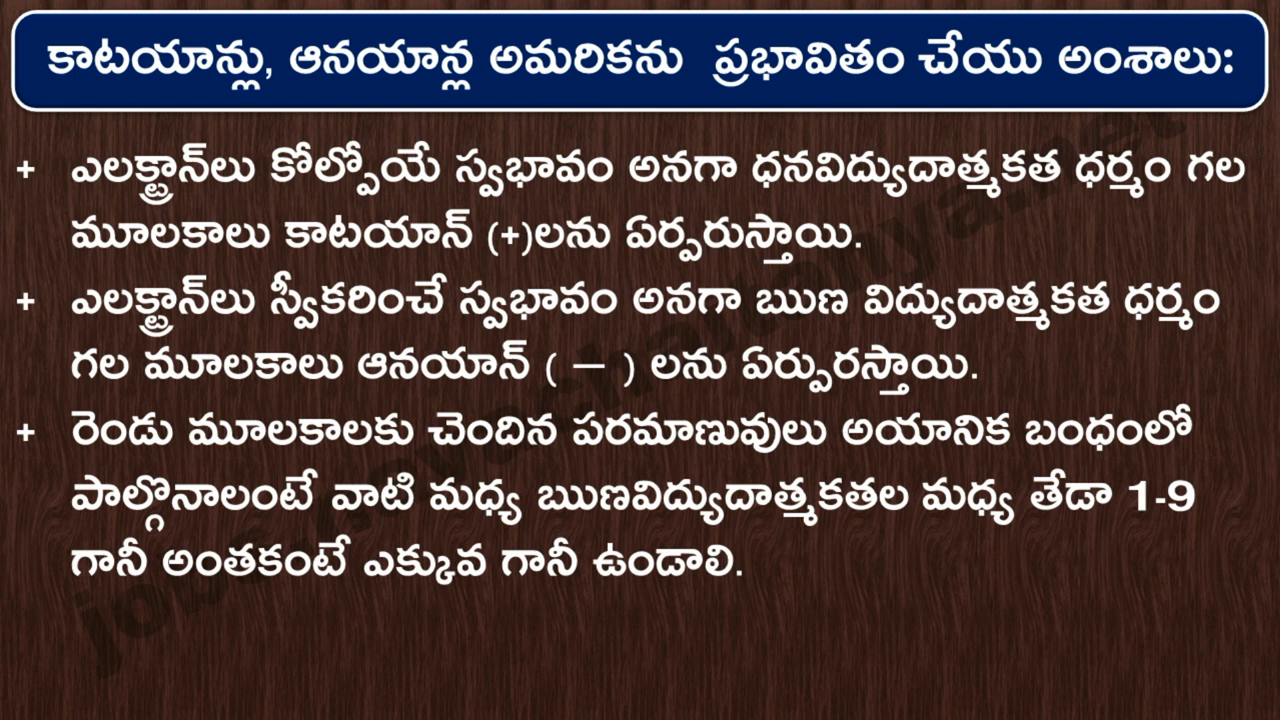 కాటయాన్లు, ఆనయాన్ల అమరికను ప్రభావితం చేయు అంశాలు:
+ ఎలక్ట్రాన్‌లు కోల్పోయే స్వభావం అనగా ధనవిద్యుదాత్మకత ధర్మం గల
మూలకాలు కాటయాన్ (+)లను ఏర్పరుస్తాయి.
+ ఎలక్ట్రాన్‌లు స్వీకరించే స్వభావం అనగా ఋణ విద్యుదాత్మకత ధర్మం
గల మూలకాలు ఆనయాన్ ( — ) లను ఏర్పురస్తాయి.
+ రెండు మూలకాలకు చెందిన పరమాణువులు అయానిక బంధంలో
పాల్గొనాలంటే వాటి మధ్య ఋణవిద్యుదాత్మకతల మధ్య తేడా 1-9
గానీ అంతకంటే ఎక్కువ గానీ ఉండాలి.